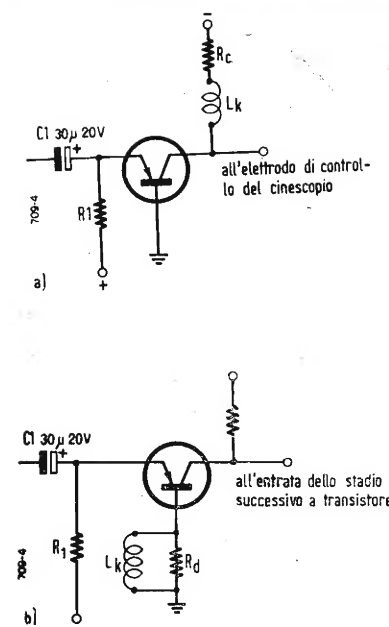 −
Rc
Lk
C1 30µ 20V
+
all'elettrodo di control-
lo del cinescopio
R1
709-4
+
a)
C1 30µ 20V
+
all'entrata dello stadio
successivo a transistore
R1
Lk
Rd
709-4
b)